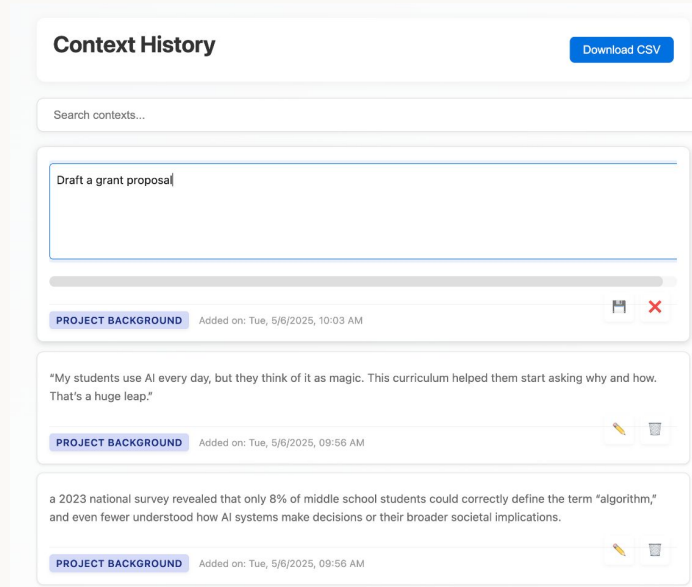 Context History
Download CSV
Search contexts...
Draft a grant proposal
PROJECT BACKGROUND Added on: Tue, 5/6/2025, 10:03 AM
“My students use AI every day, but they think of it as magic. This curriculum helped them start asking why and how.
That’s a huge leap.”
PROJECT BACKGROUND Added on: Tue, 5/6/2025, 09:56 AM
a 2023 national survey revealed that only 8% of middle school students could correctly define the term “algorithm,”
and even fewer understood how AI systems make decisions or their broader societal implications.
PROJECT BACKGROUND Added on: Tue, 5/6/2025, 09:56 AM